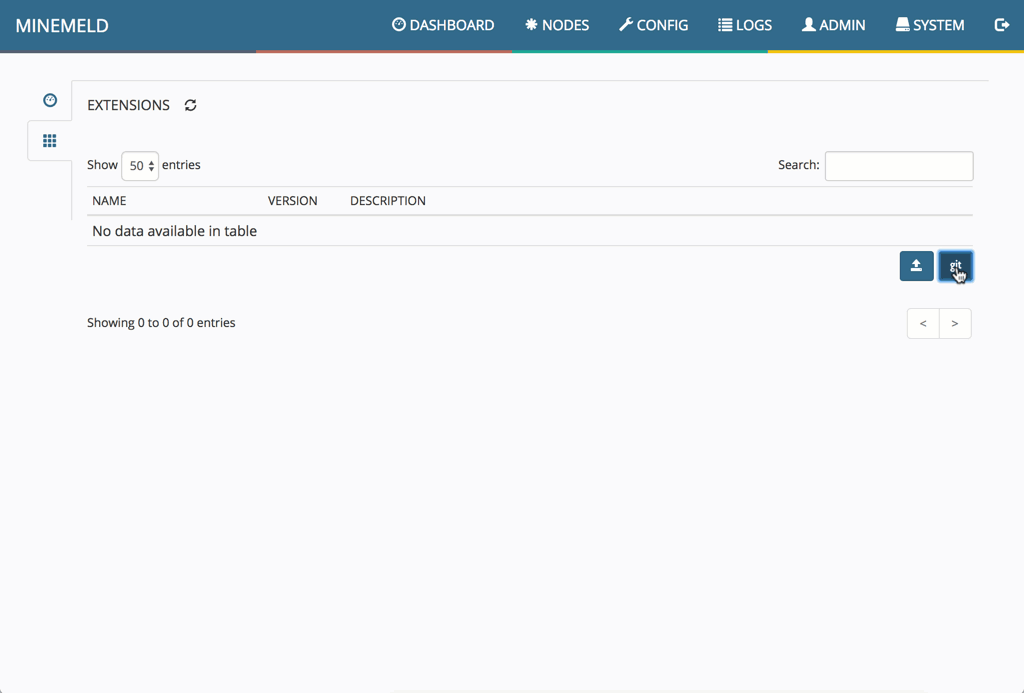 MINEMELD DASHBOARD NODES CONFIG LOGS ADMIN SYSTEM
EXTENSIONS
Show 50 entries Search:
NAME VERSION DESCRIPTION
No data available in table
git
Showing 0 to 0 of 0 entries < >